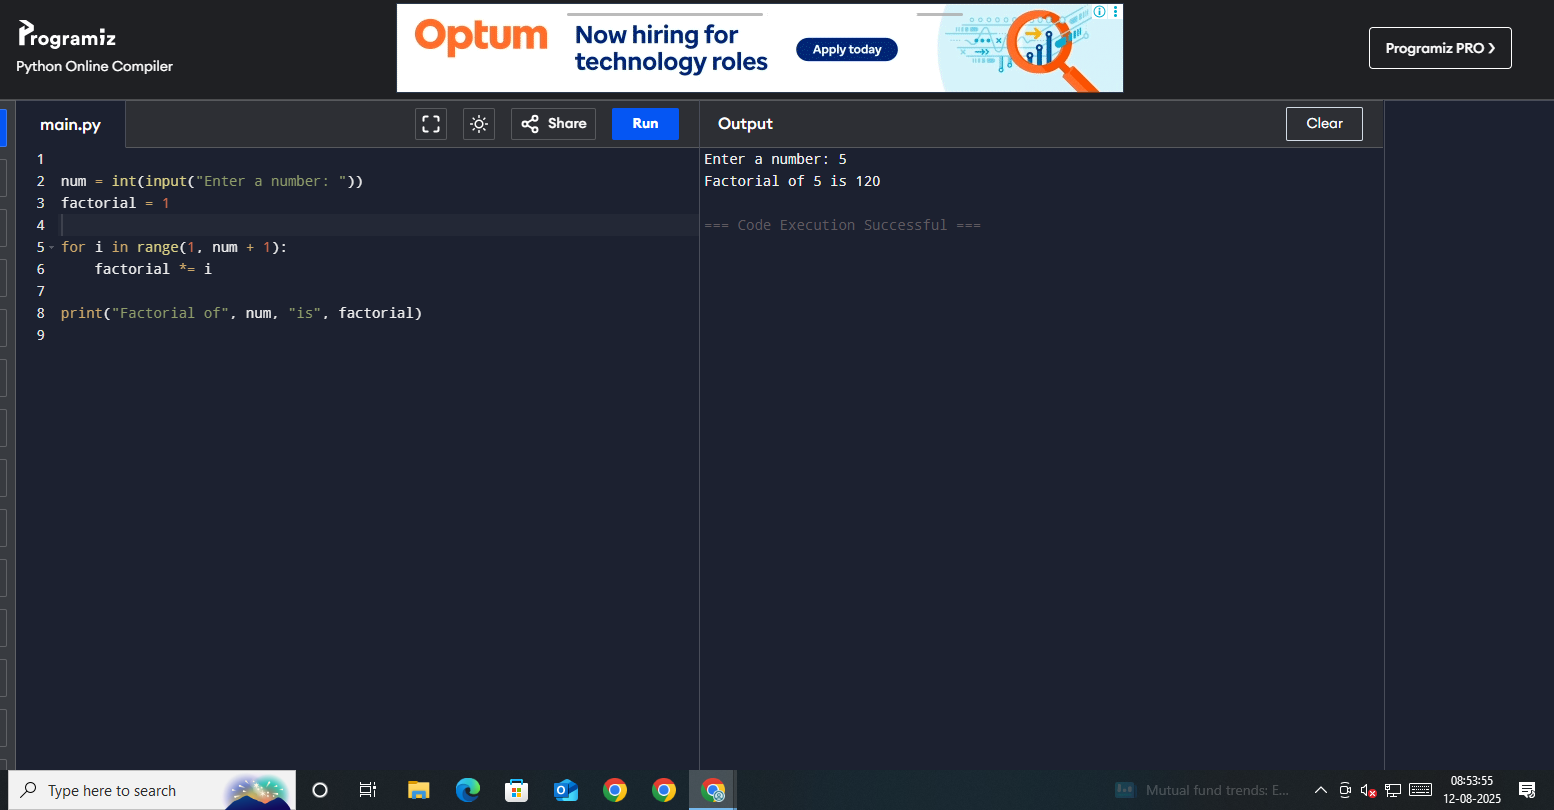 Programiz
Python Online Compiler
Optum
Now hiring for
technology roles
Apply today
Programiz PRO
main.py
Share
Run
Output
Clear
1
2 num = int(input("Enter a number: "))
3 factorial = 1
4
5 for i in range(1, num + 1):
6     factorial *= i
7
8 print("Factorial of", num, "is", factorial)
9
Enter a number: 5
Factorial of 5 is 120
=== Code Execution Successful ===
Type here to search
Mutual fund trends: E...
08:53:55
12-08-2025